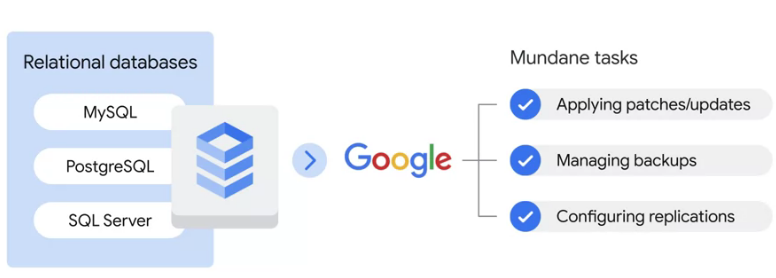 Relational databases
MySQL
PostgreSQL
SQL Server
Google
Mundane tasks
Applying patches/updates
Managing backups
Configuring replications